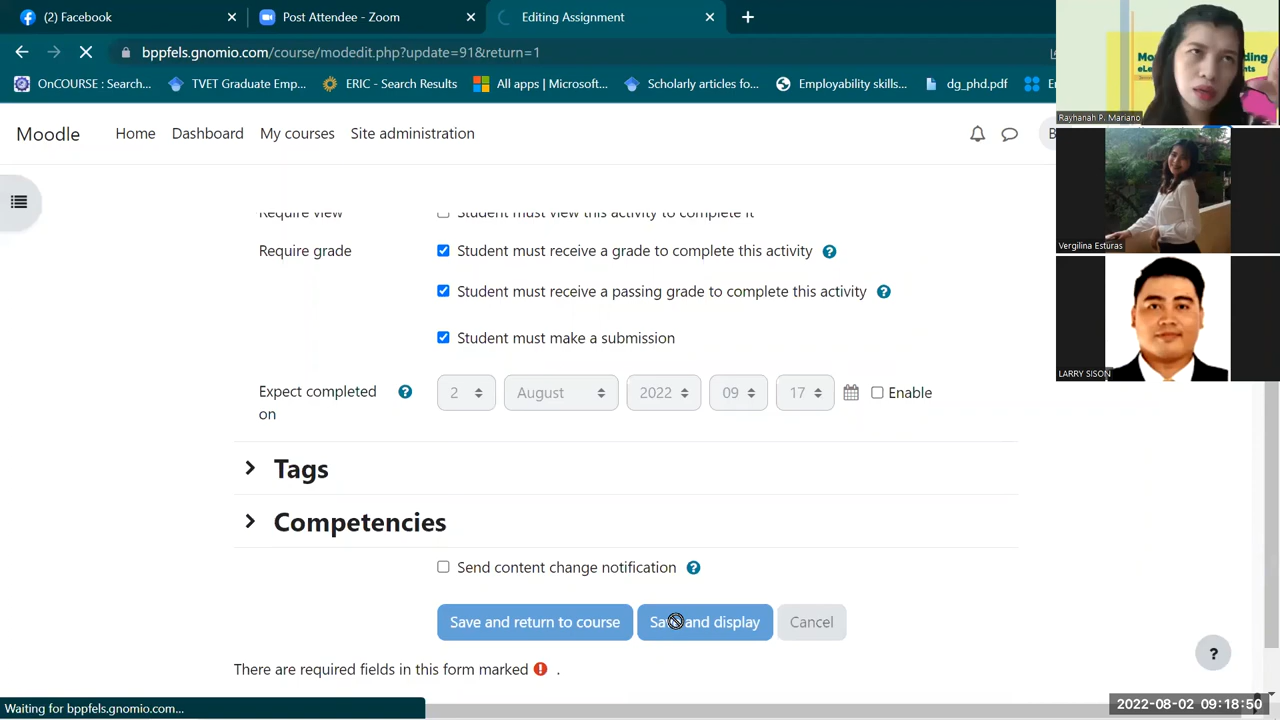 (2) Facebook
Post Attendee - Zoom
Editing Assignment
bppfels.gnomio.com/course/modedit.php?update=91&return=1
OnCOURSE : Search...
TVET Graduate Emp...
ERIC - Search Results
All apps | Microsoft...
Scholarly articles fo...
Employability skills...
dg_phd.pdf
Moodle
Home
Dashboard
My courses
Site administration
Rayhanah P. Mariano
Vergilina Esturas
LARRY SISON
Require view
Student must view this activity to complete it
Require grade
Student must receive a grade to complete this activity
Student must receive a passing grade to complete this activity
Student must make a submission
Expect completed
on
2
August
2022
09
17
Enable
Tags
Competencies
Send content change notification
Save and return to course
Save and display
Cancel
There are required fields in this form marked .
Waiting for bppfels.gnomio.com...
2022-08-02 09:18:50